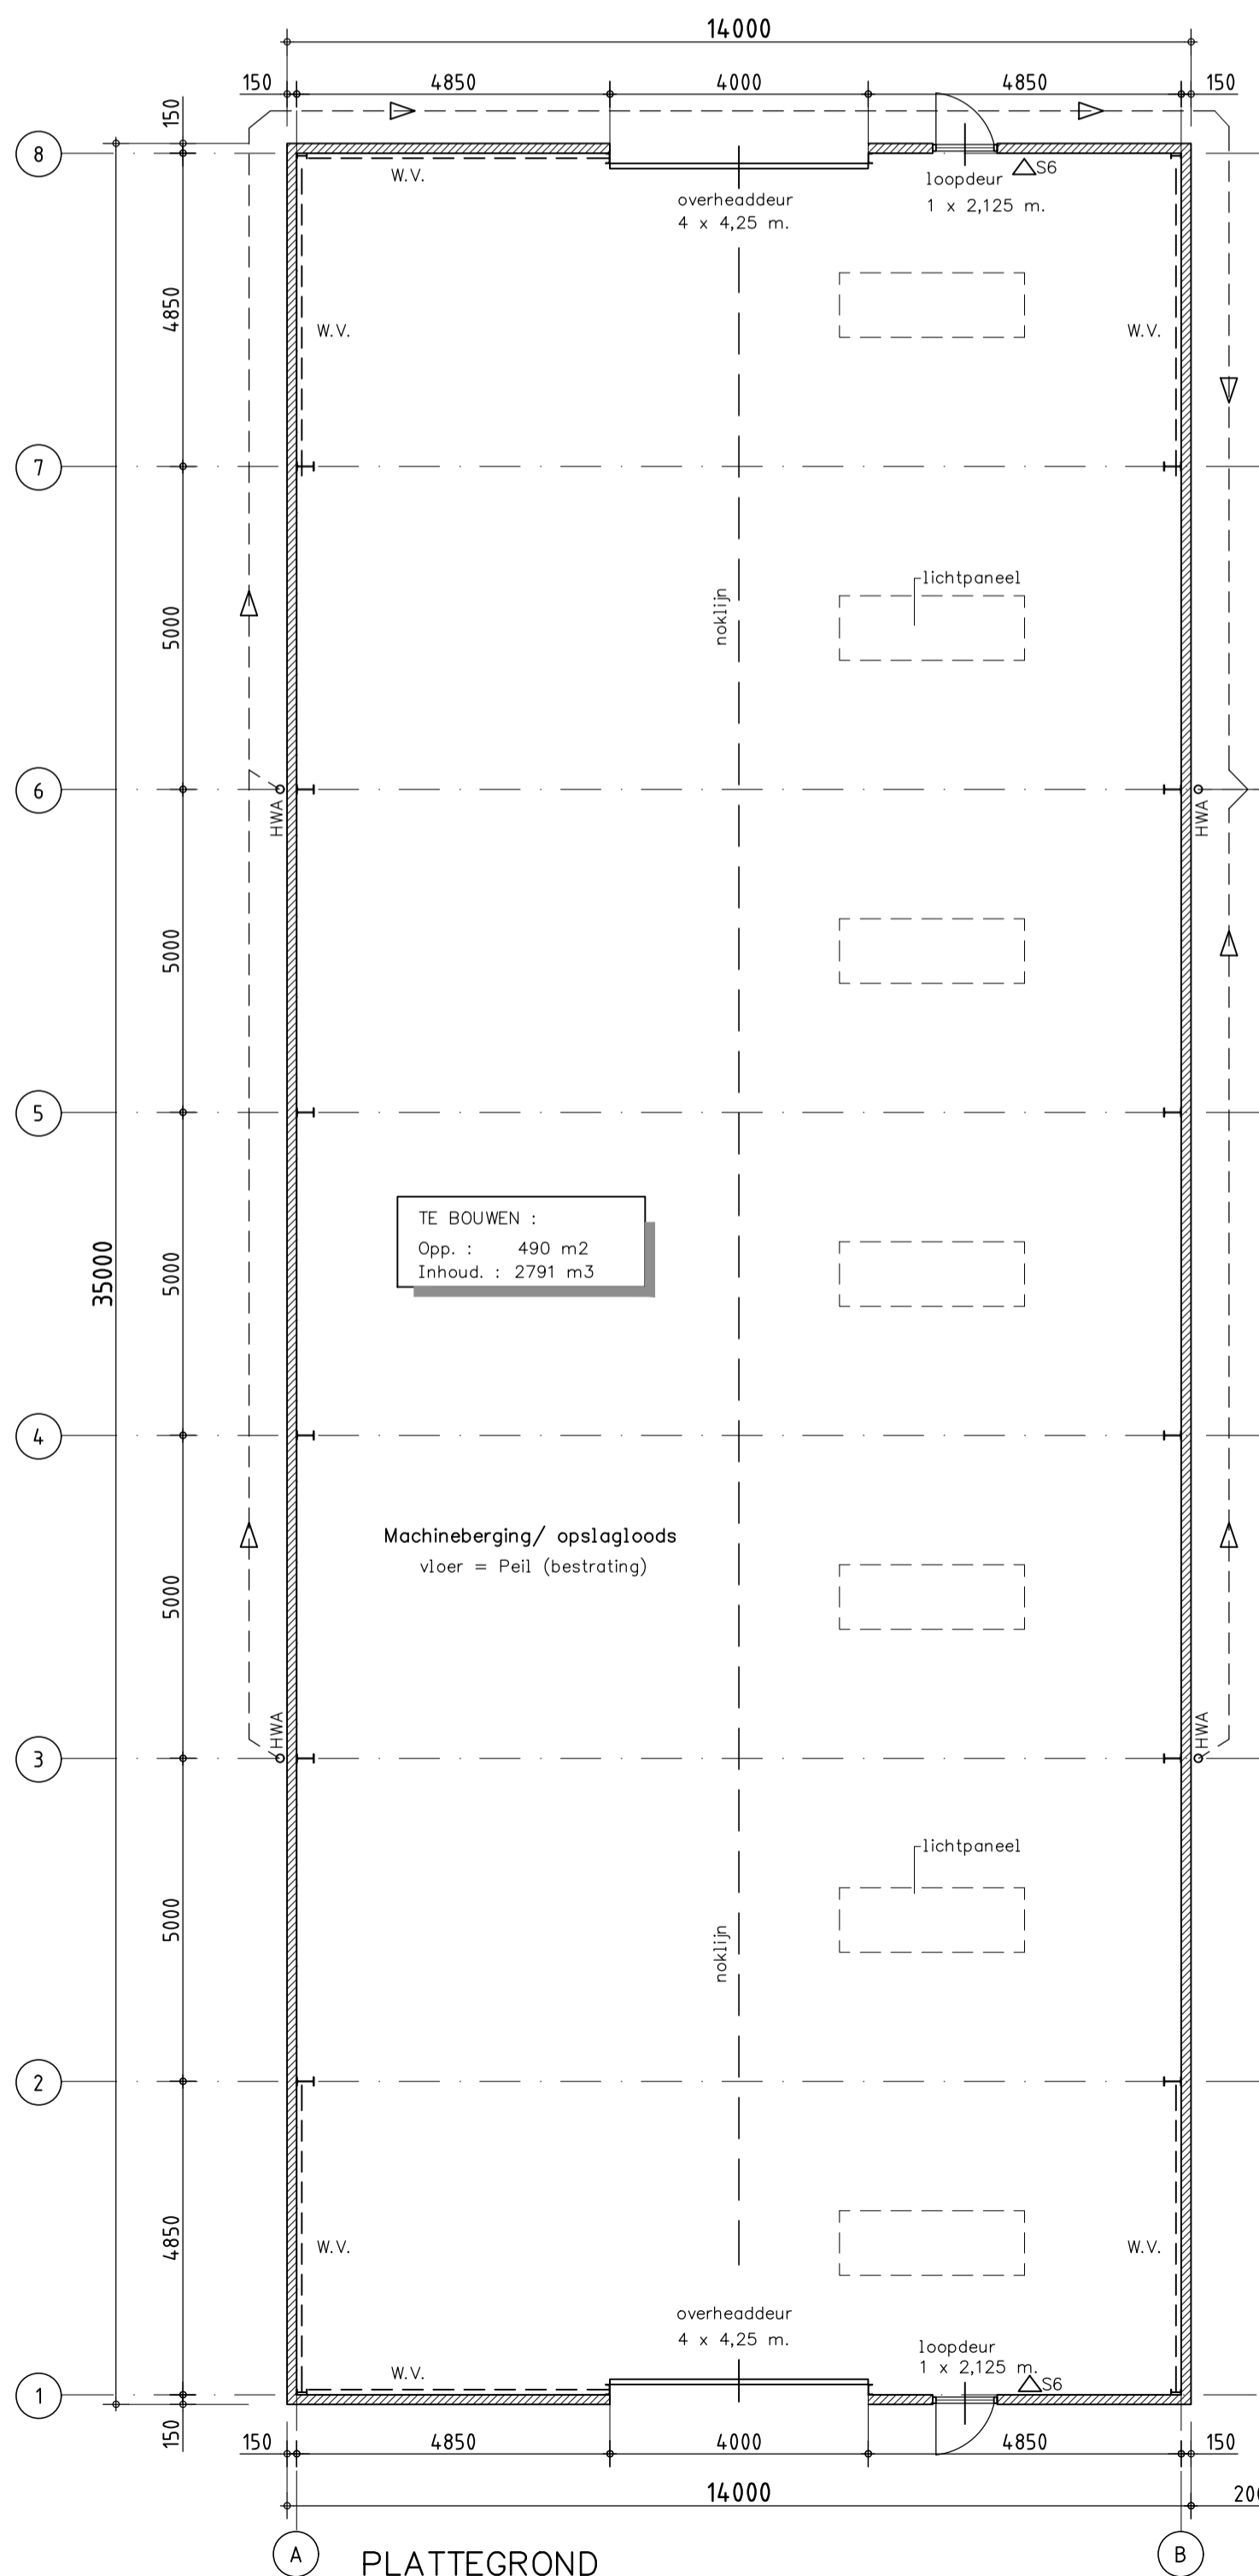 14000
150 4850 4000 4850 150
150
8
W.V.
overheaddeur
4 x 4,25 m.
loopdeur
1 x 2,125 m.
S6
4850
W.V.
W.V.
7
lichtpaneel
5000
noklijn
6
HWA
HWA
5000
5
TE BOUWEN :
Opp. : 490 m2
Inhoud. : 2791 m3
35000
5000
4
Machineberging/ opslagloods
vloer = Peil (bestrating)
5000
HWA
HWA
3
lichtpaneel
5000
noklijn
2
4850
W.V.
W.V.
overheaddeur
4 x 4,25 m.
loopdeur
1 x 2,125 m.
W.V.
S6
1
150
150 4850 4000 4850 150
14000
A
PLATTEGROND
B